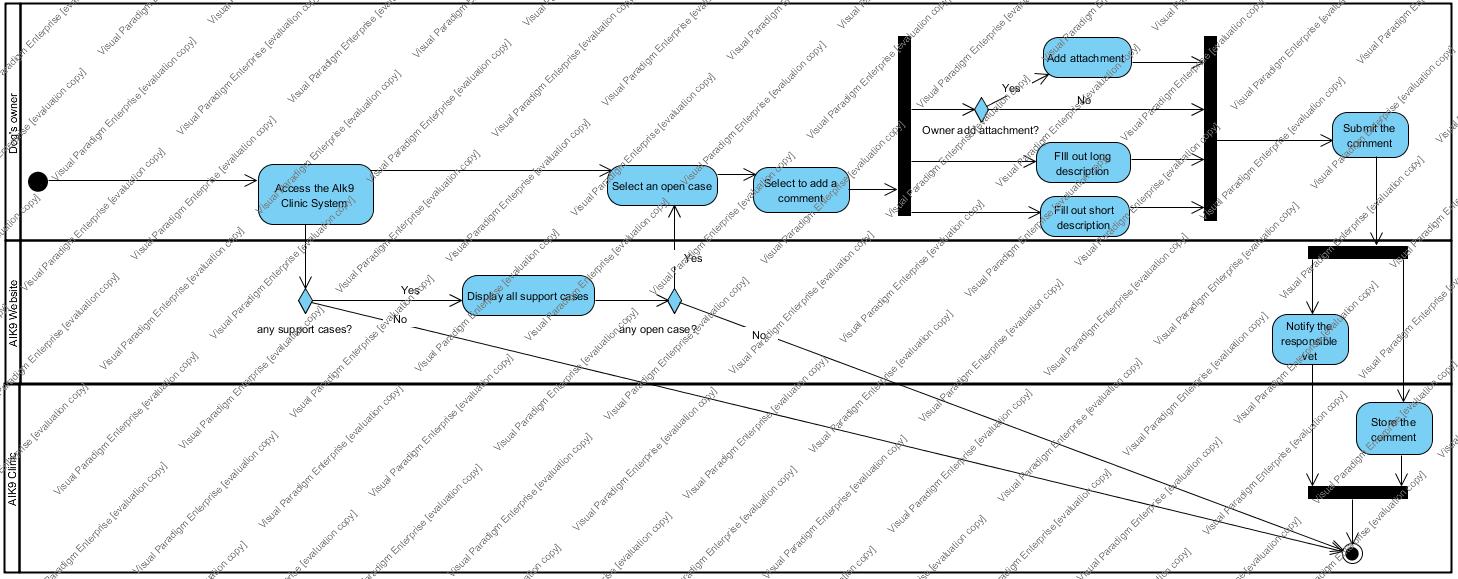 Dog's owner
Access the AIk9
Clinic System
Select an open case
Select to add a
comment
Owner add attachment?
Yes
No
Add attachment
FIll out long
description
Fill out short
description
Submit the
comment
AIK9 Website
any support cases?
Yes
No
Display all support cases
any open case?
Yes
No
Notify the
responsible
vet
AIK9 Clinic
Store the
comment
Visual Paradigm Enterprise [evaluation copy]